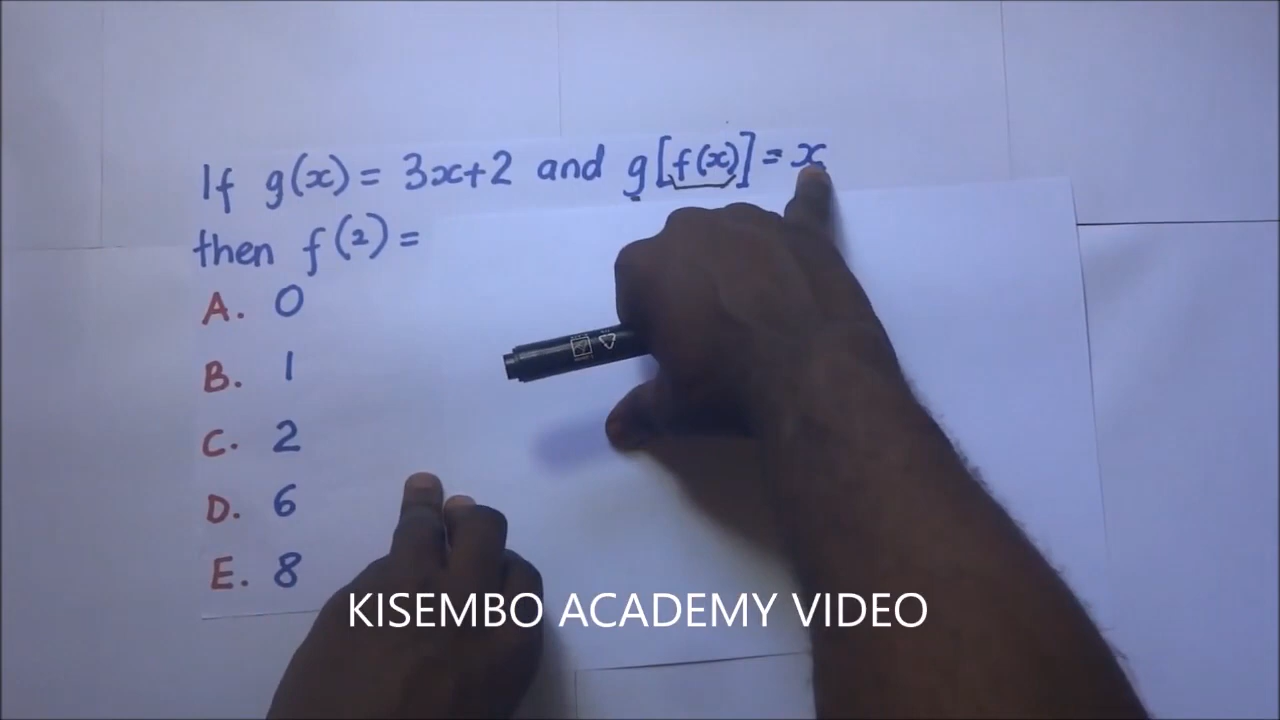 If g(x) = 3x+2 and g[f(x)] = x
then f(2) =
A. 0
B. 1
C. 2
D. 6
E. 8
KISEMBO ACADEMY VIDEO